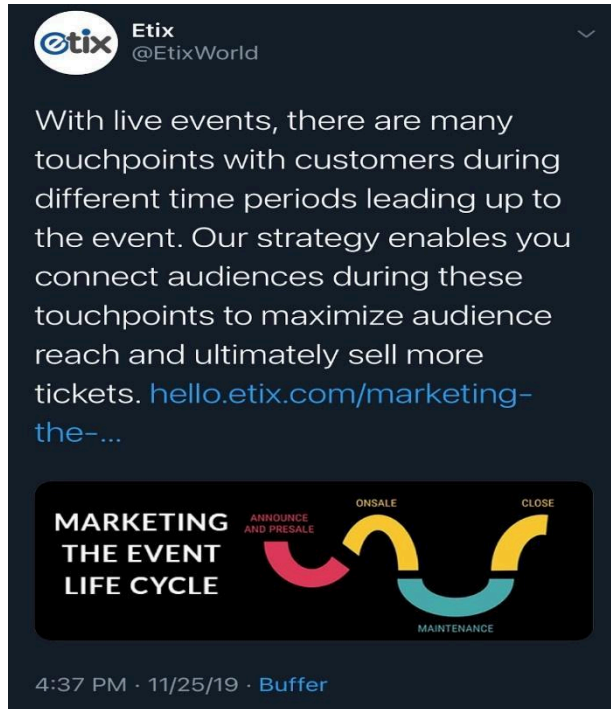 etix
Etix
@EtixWorld
With live events, there are many
touchpoints with customers during
different time periods leading up to
the event. Our strategy enables you
connect audiences during these
touchpoints to maximize audience
reach and ultimately sell more
tickets. hello.etix.com/marketing-
the-...
MARKETING
THE EVENT
LIFE CYCLE
ANNOUNCE
AND PRESALE
ONSALE
MAINTENANCE
CLOSE
4:37 PM · 11/25/19 · Buffer